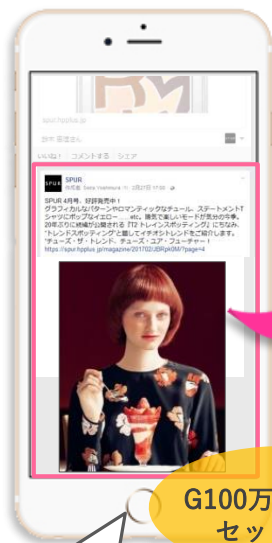 spur.hpplus.jp
いいね! コメントする シェア
SPUR
SPUR
SPUR 4月号、好評発売中!
グラフィカルなパターンやロマンティックなチュール、ステートメントT
シャツにポップなイエロー……etc. 陽気で楽しいモードが気分の今季。
20年ぶりに続編が公開される『T2 トレインスポッティング』にちなみ、
"トレンドスポッティング"と題してイチオシトレンドをご紹介します。
"チューズ・ザ・トレンド、チューズ・ユア・フューチャー!
G100万
セッ